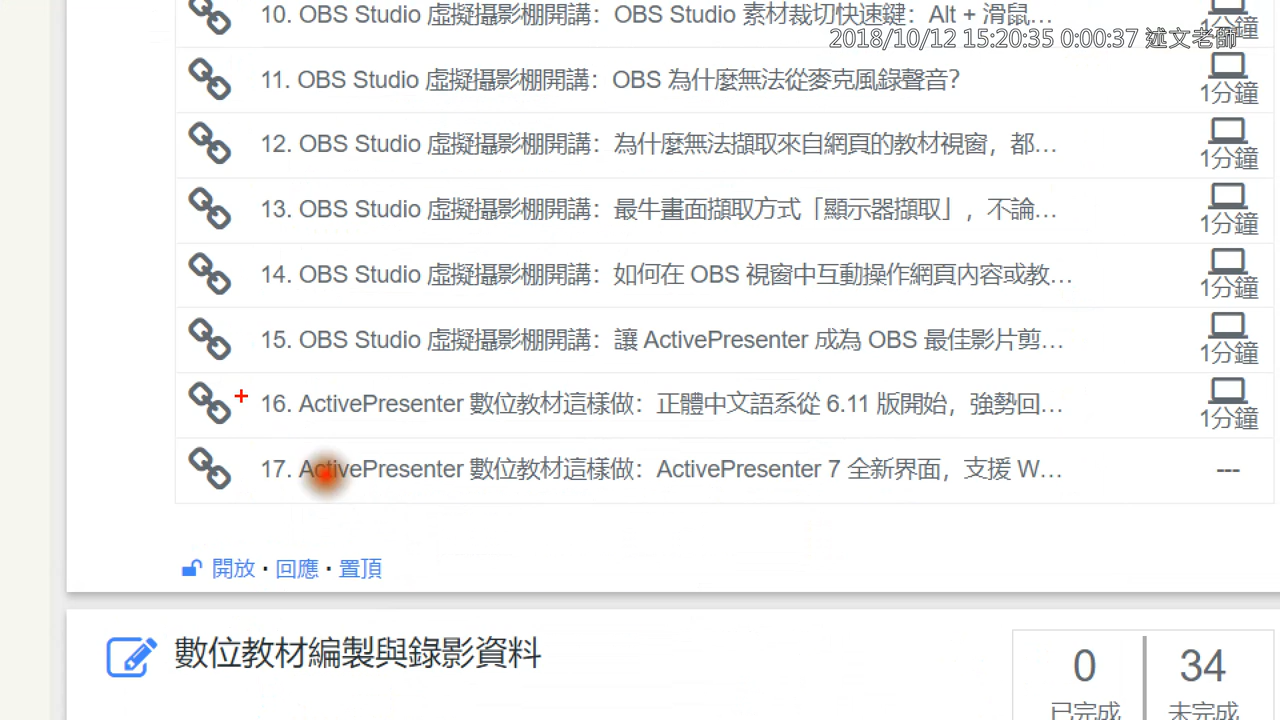 10. OBS Studio 虛擬攝影棚開講：OBS Studio 素材裁切快速鍵：Alt + 滑鼠…
1分鐘
2018/10/12 15:20:35 0:00:37 述文老師
11. OBS Studio 虛擬攝影棚開講：OBS 為什麼無法從麥克風錄聲音?
1分鐘
12. OBS Studio 虛擬攝影棚開講：為什麼無法擷取來自網頁的教材視窗，都…
1分鐘
13. OBS Studio 虛擬攝影棚開講：最牛畫面擷取方式「顯示器擷取」，不論…
1分鐘
14. OBS Studio 虛擬攝影棚開講：如何在 OBS 視窗中互動操作網頁內容或教…
1分鐘
15. OBS Studio 虛擬攝影棚開講：讓 ActivePresenter 成為 OBS 最佳影片剪…
1分鐘
16. ActivePresenter 數位教材這樣做：正體中文語系從 6.11 版開始，強勢回…
1分鐘
17. ActivePresenter 數位教材這樣做：ActivePresenter 7 全新界面，支援 W…
---
開放・回應・置頂
數位教材編製與錄影資料
0 34
已完成 未完成